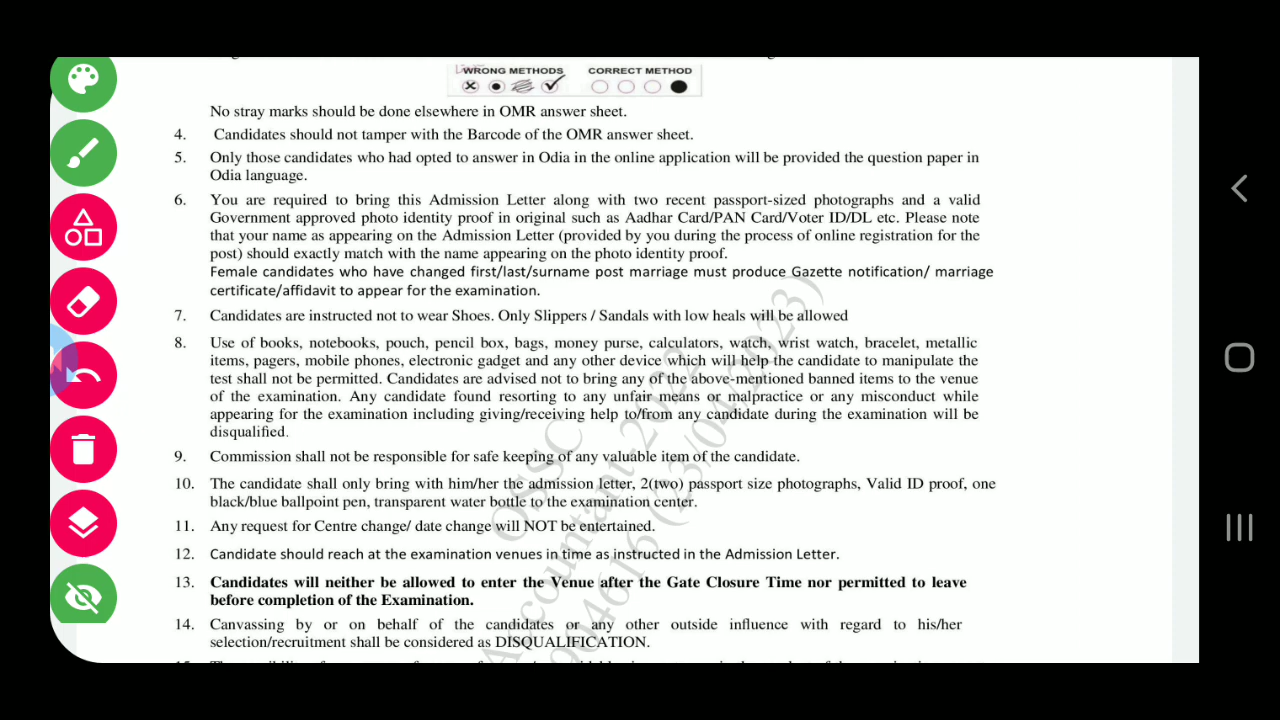 WRONG METHODS CORRECT METHOD
No stray marks should be done elsewhere in OMR answer sheet.
4. Candidates should not tamper with the Barcode of the OMR answer sheet.
5. Only those candidates who had opted to answer in Odia in the online application will be provided the question paper in
Odia language.
6. You are required to bring this Admission Letter along with two recent passport-sized photographs and a valid
Government approved photo identity proof in original such as Aadhar Card/PAN Card/Voter ID/DL etc. Please note
that your name as appearing on the Admission Letter (provided by you during the process of online registration for the
post) should exactly match with the name appearing on the photo identity proof.
Female candidates who have changed first/last/surname post marriage must produce Gazette notification/ marriage
certificate/affidavit to appear for the examination.
7. Candidates are instructed not to wear Shoes. Only Slippers / Sandals with low heals will be allowed
8. Use of books, notebooks, pouch, pencil box, bags, money purse, calculators, watch, wrist watch, bracelet, metallic
items, pagers, mobile phones, electronic gadget and any other device which will help the candidate to manipulate the
test shall not be permitted. Candidates are advised not to bring any of the above-mentioned banned items to the venue
of the examination. Any candidate found resorting to any unfair means or malpractice or any misconduct while
appearing for the examination including giving/receiving help to/from any candidate during the examination will be
disqualified.
9. Commission shall not be responsible for safe keeping of any valuable item of the candidate.
10. The candidate shall only bring with him/her the admission letter, 2(two) passport size photographs, Valid ID proof, one
black/blue ballpoint pen, transparent water bottle to the examination center.
11. Any request for Centre change/ date change will NOT be entertained.
12. Candidate should reach at the examination venues in time as instructed in the Admission Letter.
13. Candidates will neither be allowed to enter the Venue after the Gate Closure Time nor permitted to leave
before completion of the Examination.
14. Canvassing by or on behalf of the candidates or any other outside influence with regard to his/her
selection/recruitment shall be considered as DISQUALIFICATION.
OSSC
Accountant 2022
(23/04/2023)